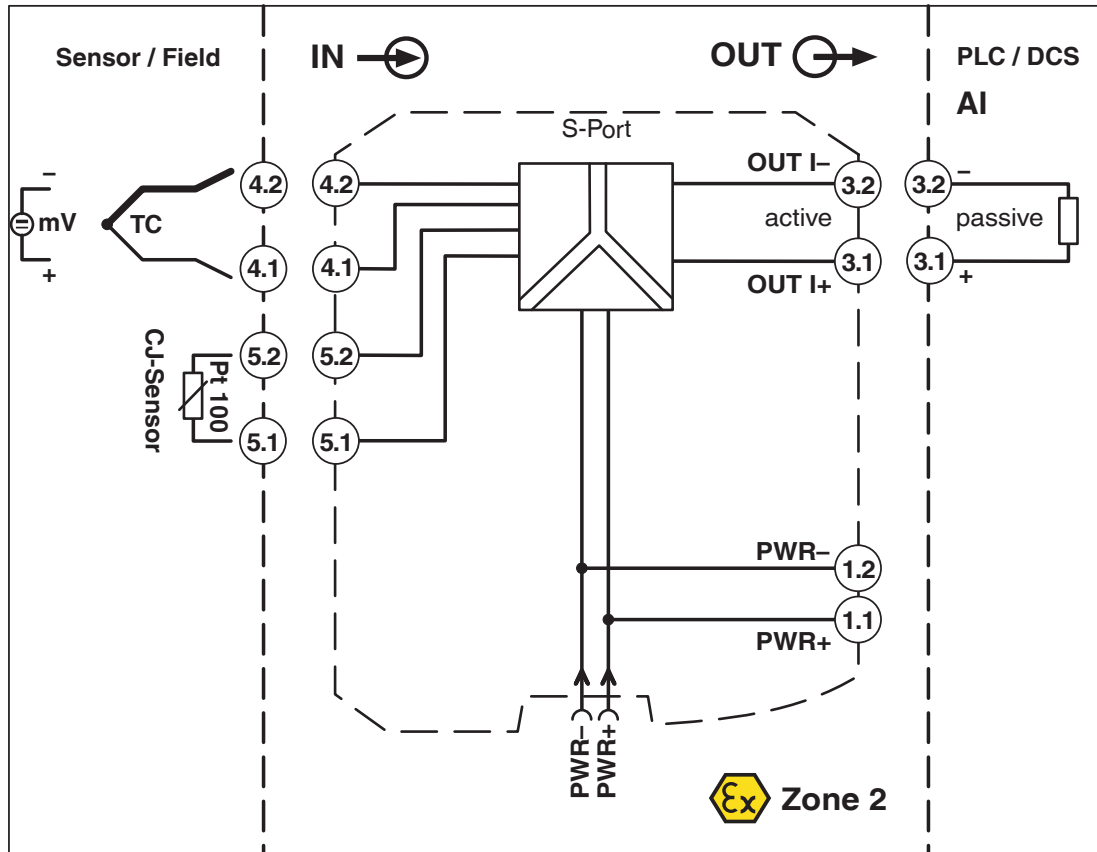 Sensor / Field
IN
OUT
PLC / DCS
AI
S-Port
–
mV
+
TC
4.2
4.1
CJ-Sensor
Pt 100
5.2
5.1
4.2
4.1
5.2
5.1
OUT I–
active
OUT I+
3.2
3.1
3.2
–
passive
3.1
+
PWR–
1.2
1.1
PWR+
PWR–
PWR+
Ex
Zone 2